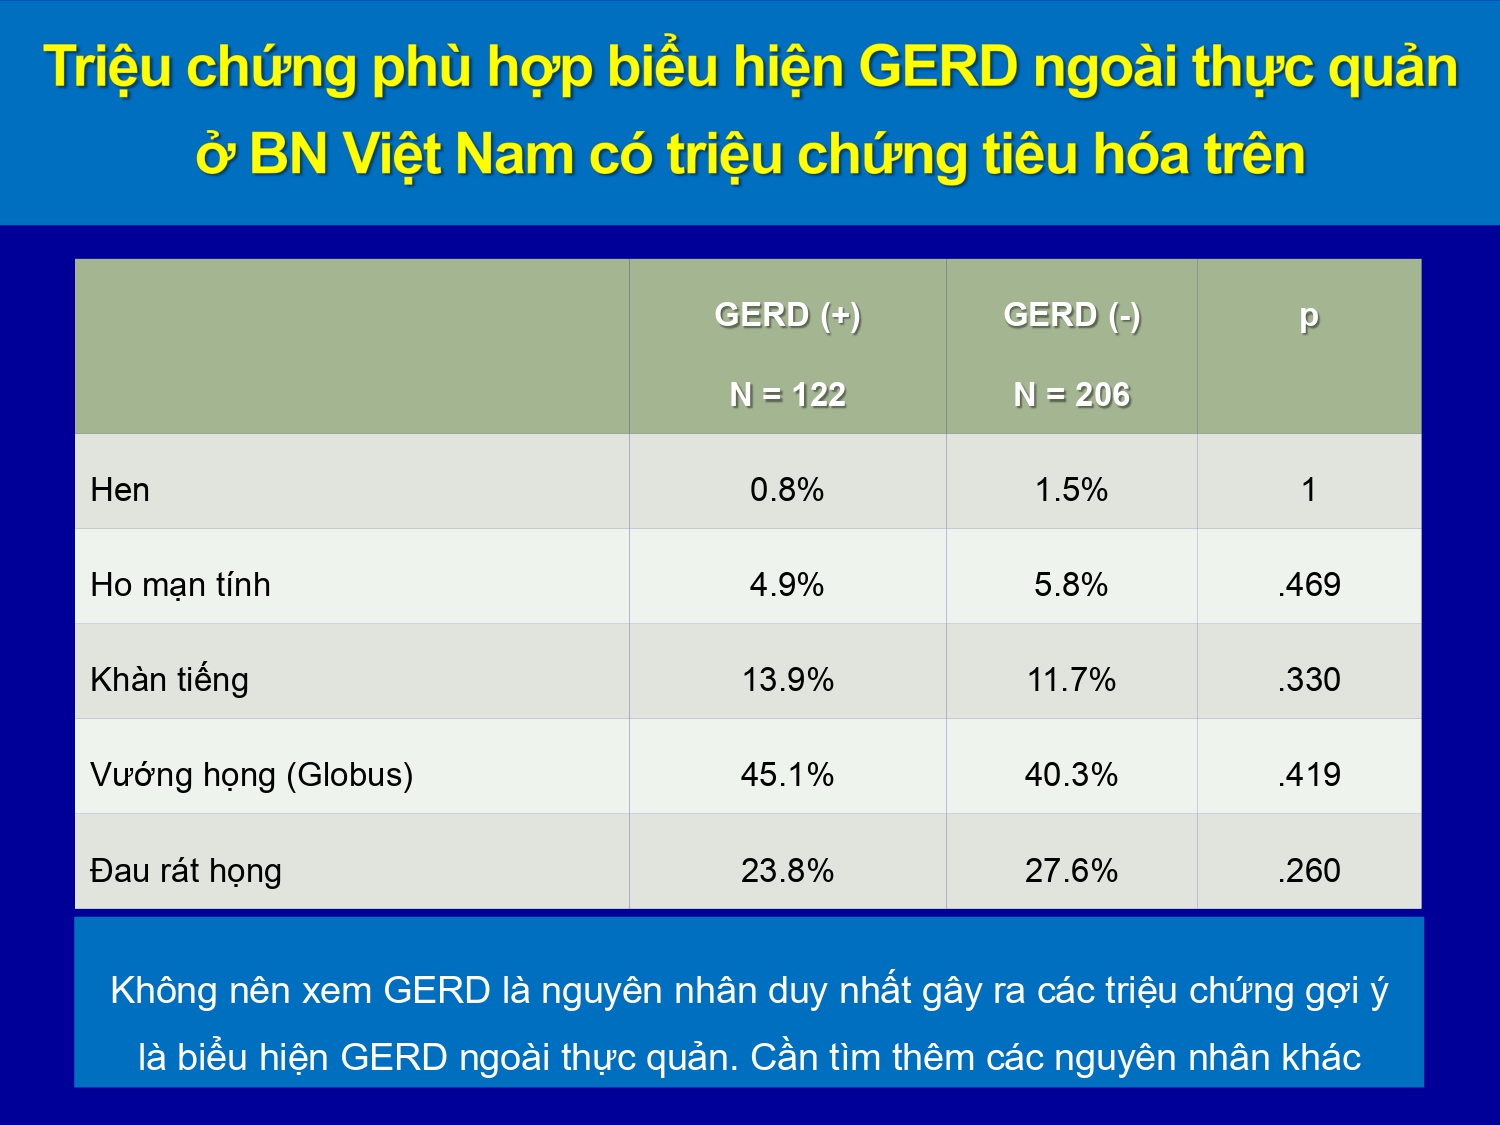 Triệu chứng phù hợp biểu hiện GERD ngoài thực quản
ở BN Việt Nam có triệu chứng tiêu hóa trên
GERD (+) GERD (-) p
N = 122 N = 206
Hen 0.8% 1.5% 1
Ho mạn tính 4.9% 5.8% .469
Khàn tiếng 13.9% 11.7% .330
Vướng họng (Globus) 45.1% 40.3% .419
Đau rát họng 23.8% 27.6% .260
Không nên xem GERD là nguyên nhân duy nhất gây ra các triệu chứng gợi ý
là biểu hiện GERD ngoài thực quản. Cần tìm thêm các nguyên nhân khác